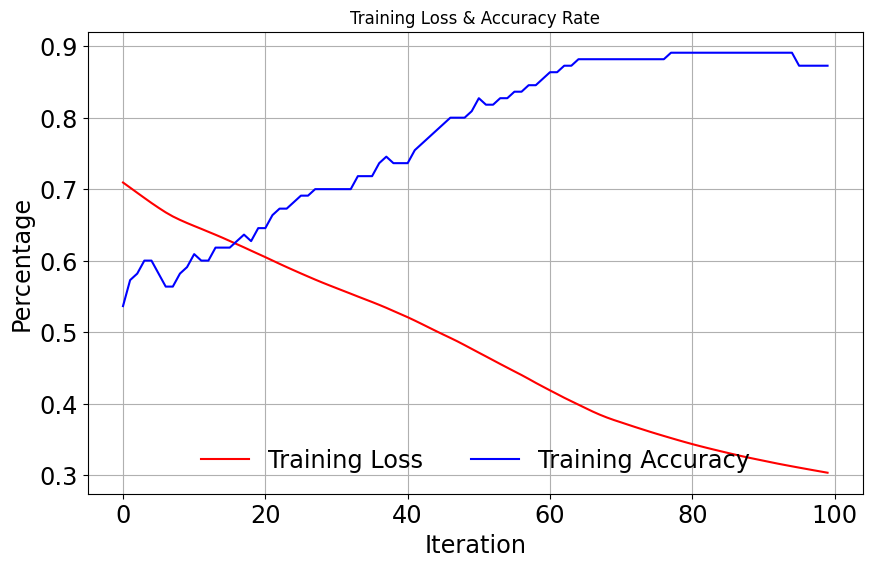 Training Loss & Accuracy Rate
0.9
0.8
0.7
0.6
0.5
0.4
0.3
Percentage
Training Loss
Training Accuracy
0 20 40 60 80 100
Iteration